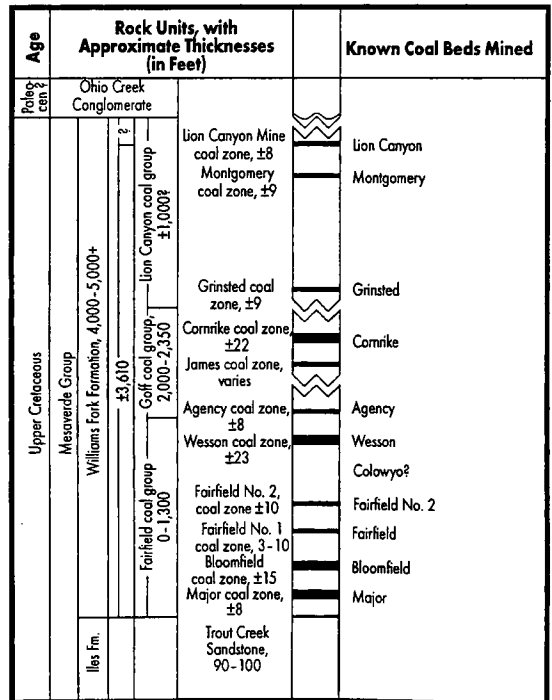 Age
Rock Units, with
Approximate Thicknesses
(in Feet)
Known Coal Beds Mined
Paleo-
cen ?
Ohio Creek
Conglomerate
Upper Cretaceous
Mesaverde Group
Williams Fork Formation, 4,000-5,000+
?
±3,610
Lion Canyon coal group
±1,000?
Goff coal group,
2,000-2,350
Fairfield coal group
0-1,300
Iles Fm.
Lion Canyon Mine
coal zone, ±8
Lion Canyon
Montgomery
coal zone, ±9
Montgomery
Grinsted coal
zone, ±9
Grinsted
Cornrike coal zone,
±22
Cornrike
James coal zone,
varies
Agency coal zone,
±8
Agency
Wesson coal zone,
±23
Wesson
Colowyo?
Fairfield No. 2,
coal zone ±10
Fairfield No. 2
Fairfield No. 1
coal zone, 3-10
Fairfield
Bloomfield
coal zone, ±15
Bloomfield
Major coal zone,
±8
Major
Trout Creek
Sandstone,
90-100